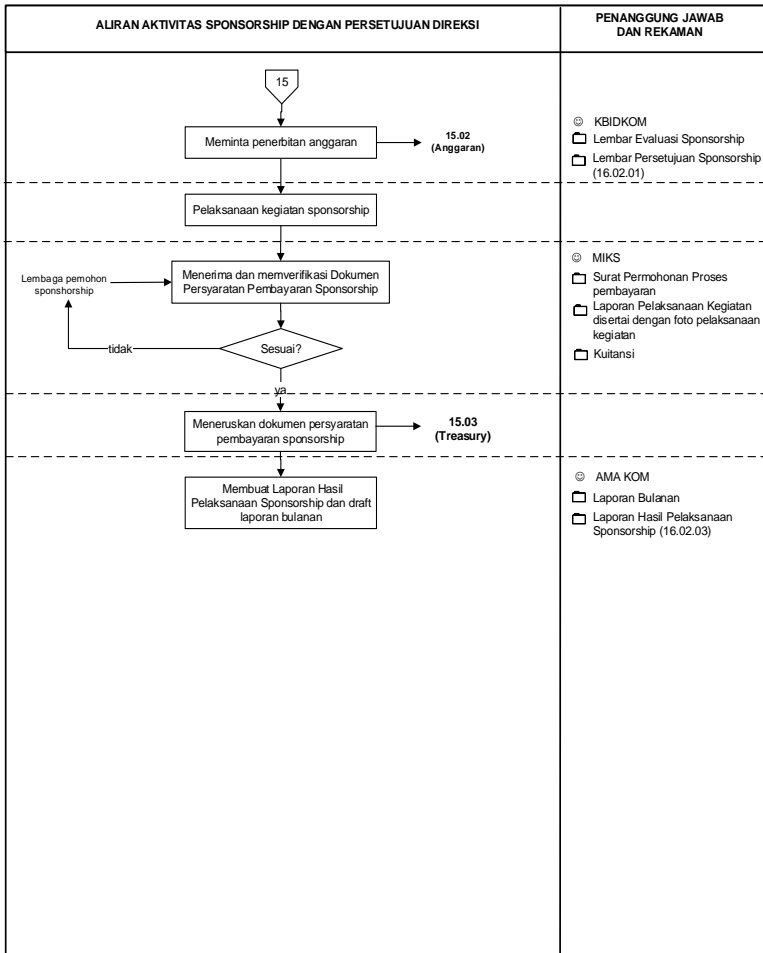 ALIRAN AKTIVITAS SPONSORSHIP DENGAN PERSETUJUAN DIREKSI
PENANGGUNG JAWAB
DAN REKAMAN
15
Meminta penerbitan anggaran
15.02
(Anggaran)
KBIDKOM
Lembar Evaluasi Sponsorship
Lembar Persetujuan Sponsorship
(16.02.01)
Pelaksanaan kegiatan sponsorship
Lembaga pemohon
sponshorship
Menerima dan memverifikasi Dokumen
Persyaratan Pembayaran Sponsorship
MIKS
Surat Permohonan Proses
pembayaran
Laporan Pelaksanaan Kegiatan
disertai dengan foto pelaksanaan
kegiatan
Kuitansi
tidak
Sesuai?
ya
Meneruskan dokumen persyaratan
pembayaran sponsorship
15.03
(Treasury)
Membuat Laporan Hasil
Pelaksanaan Sponsorship dan draft
laporan bulanan
AMA KOM
Laporan Bulanan
Laporan Hasil Pelaksanaan
Sponsorship (16.02.03)